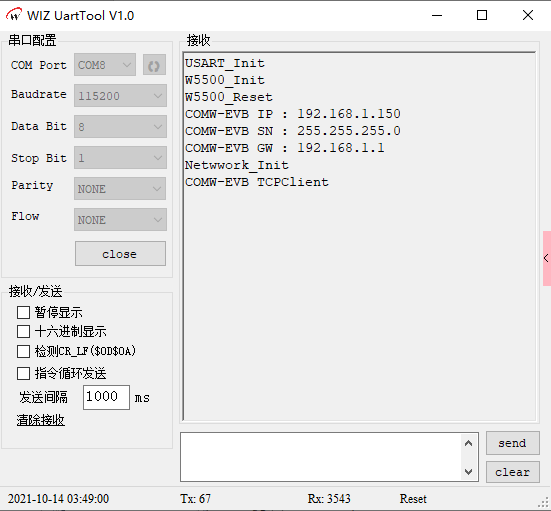 WIZ UartTool V1.0
串口配置
COM Port COM8
Baudrate 115200
Data Bit 8
Stop Bit 1
Parity NONE
Flow NONE
close
接收/发送
暂停显示
十六进制显示
检测CR_LF($0D$0A)
指令循环发送
发送间隔 1000 ms
清除接收
接收
USART_Init
W5500_Init
W5500_Reset
COMW-EVB IP : 192.168.1.150
COMW-EVB SN : 255.255.255.0
COMW-EVB GW : 192.168.1.1
Netwwork_Init
COMW-EVB TCPClient
send
clear
2021-10-14 03:49:00 Tx: 67 Rx: 3543 Reset